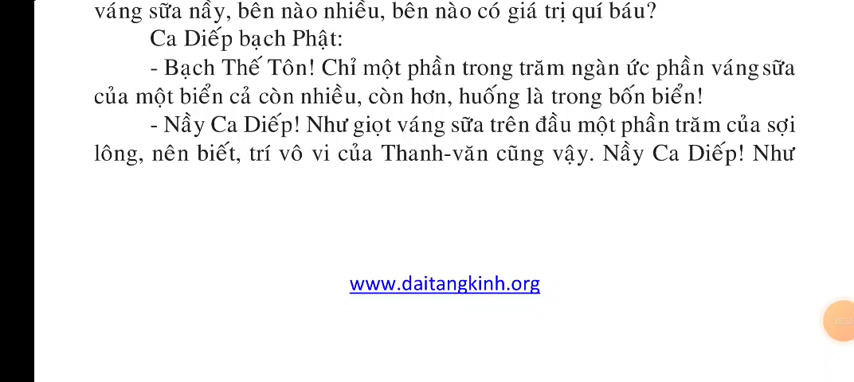 váng sữa nầy, bên nào nhiều, bên nào có giá trị quí báu?
Ca Diếp bạch Phật:
- Bạch Thế Tôn! Chỉ một phần trong trăm ngàn ức phần váng sữa
của một biển cả còn nhiều, còn hơn, huống là trong bốn biển!
- Nầy Ca Diếp! Như giọt váng sữa trên đầu một phần trăm của sợi
lông, nên biết, trí vô vi của Thanh-văn cũng vậy. Nầy Ca Diếp! Như
www.daitangkinh.org